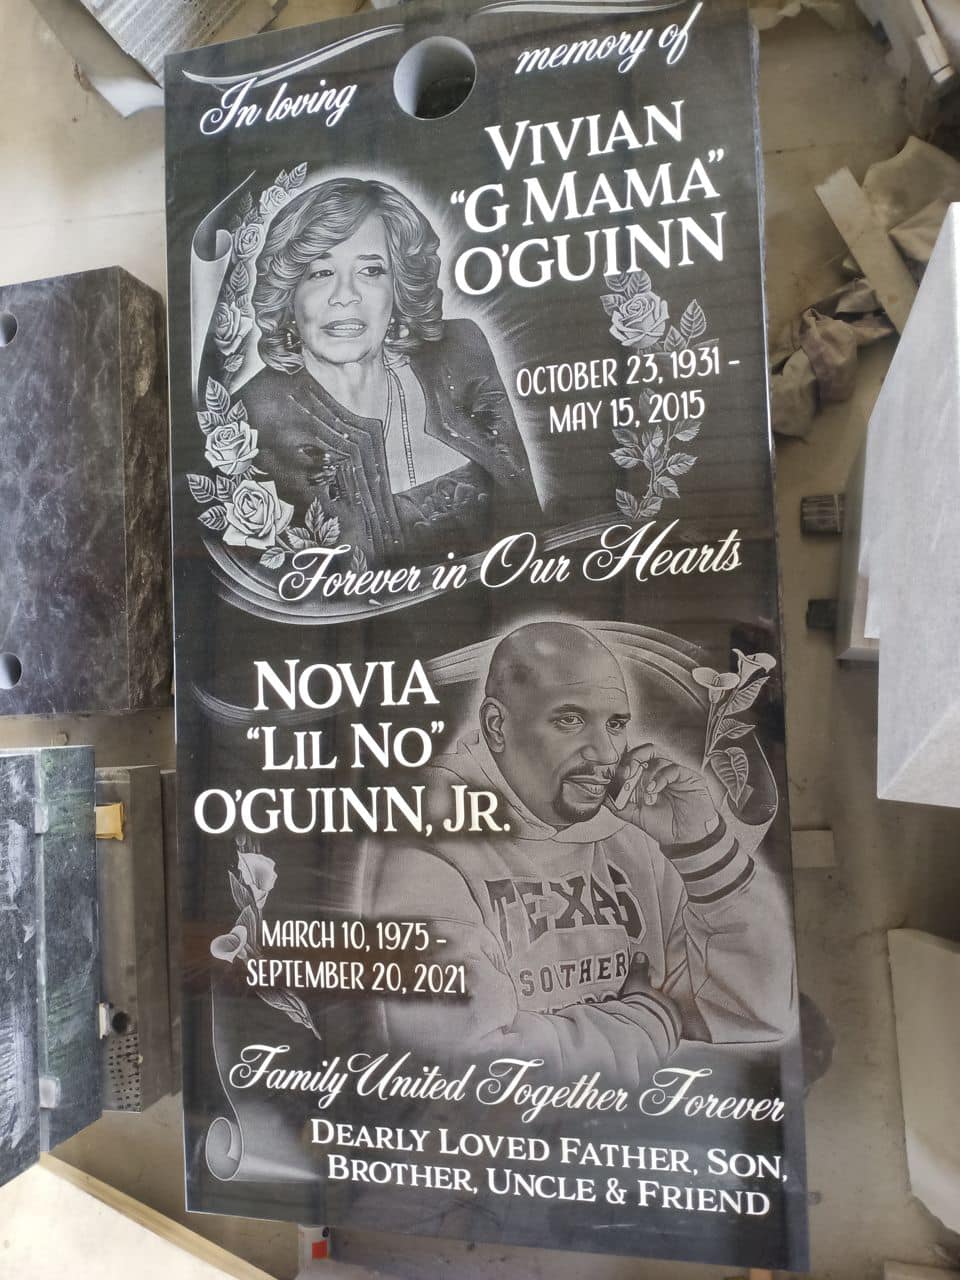 In loving memory of
VIVIAN
"G MAMA"
O'GUINN
OCTOBER 23, 1931 -
MAY 15, 2015
Forever in Our Hearts
NOVIA
"LIL NO"
O'GUINN, JR.
TEXAS
SOTHER
MARCH 10, 1975 -
SEPTEMBER 20, 2021
Family United Together Forever
DEARLY LOVED FATHER, SON,
BROTHER, UNCLE & FRIEND